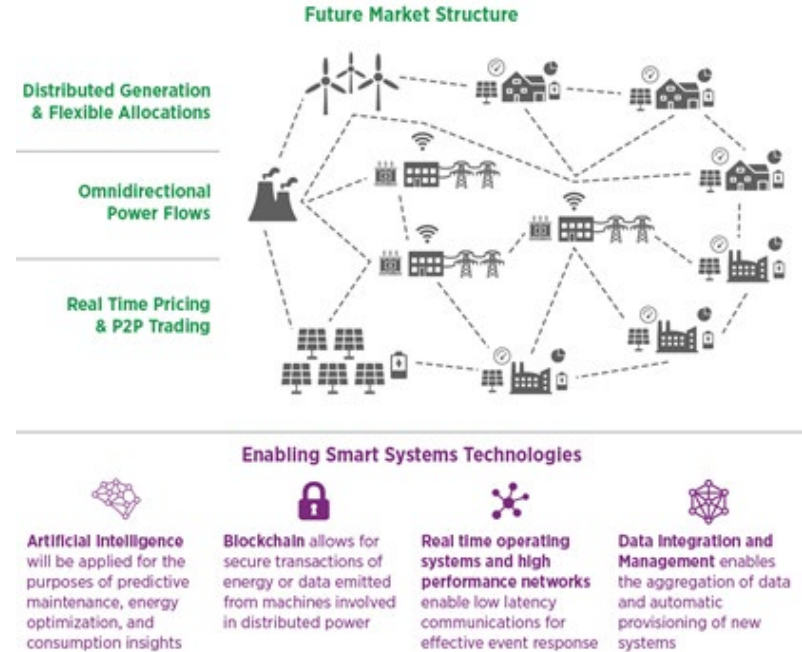 Future Market Structure
Distributed Generation
& Flexible Allocations
Omnidirectional
Power Flows
Real Time Pricing
& P2P Trading
Enabling Smart Systems Technologies
Artificial Intelligence
will be applied for the
purposes of predictive
maintenance, energy
optimization, and
consumption insights
Blockchain allows for
secure transactions of
energy or data emitted
from machines involved
in distributed power
Real time operating
systems and high
performance networks
enable low latency
communications for
effective event response
Data Integration and
Management enables
the aggregation of data
and automatic
provisioning of new
systems